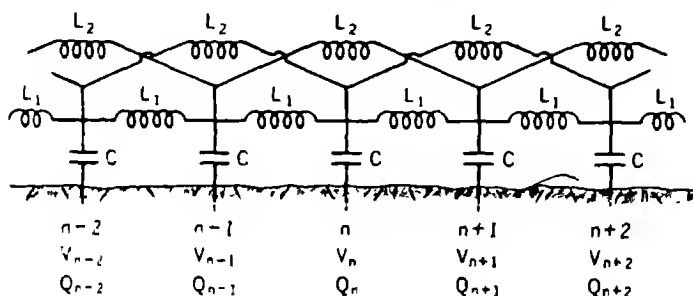 L₂ L₂ L₂ L₂ L₂
L₁ L₁ L₁ L₁ L₁ L₁
C C C C C
n-2 n-1 n n+1 n+2
Vₙ₋₂ Vₙ₋₁ Vₙ Vₙ₊₁ Vₙ₊₂
Qₙ₋₂ Qₙ₋₁ Qₙ Qₙ₊₁ Qₙ₊₂